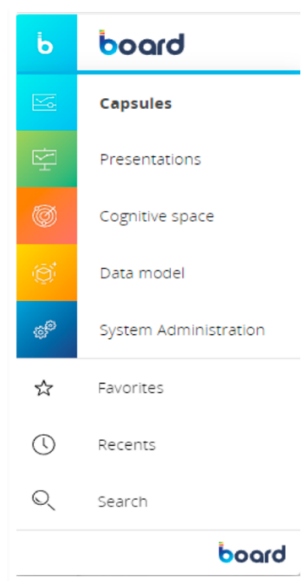 b board
Capsules
Presentations
Cognitive space
Data model
System Administration
Favorites
Recents
Search
board